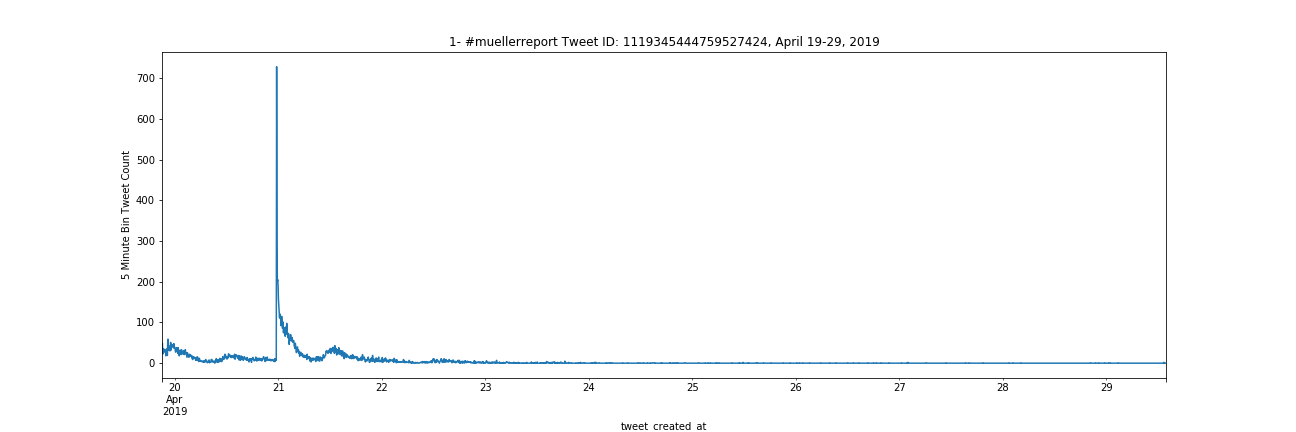 1- #muellerreport Tweet ID: 1119345444759527424, April 19-29, 2019
700
600
500
400
300
200
100
0
5 Minute Bin Tweet Count
20 21 22 23 24 25 26 27 28 29
Apr
2019
tweet_created_at